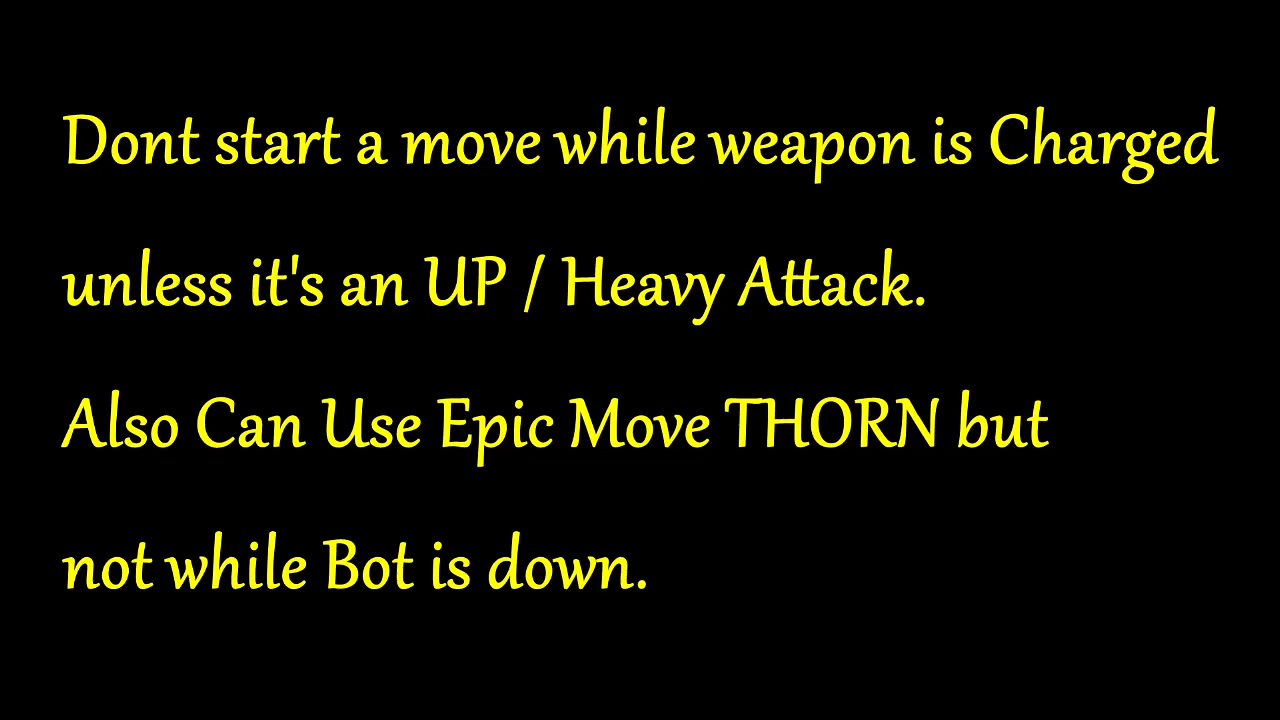 Dont start a move while weapon is Charged
unless it's an UP / Heavy Attack.
Also Can Use Epic Move THORN but
not while Bot is down.